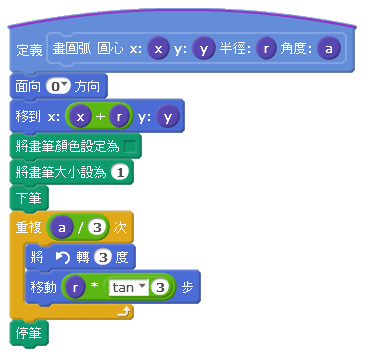 定義 畫圓弧 圓心 x: x y: y 半徑: r 角度: a
面向 0 方向
移到 x: x + r y: y
將畫筆顏色設定為
將畫筆大小設為 1
下筆
重複 a / 3 次
將 轉 3 度
移動 r * tan 3 步
停筆